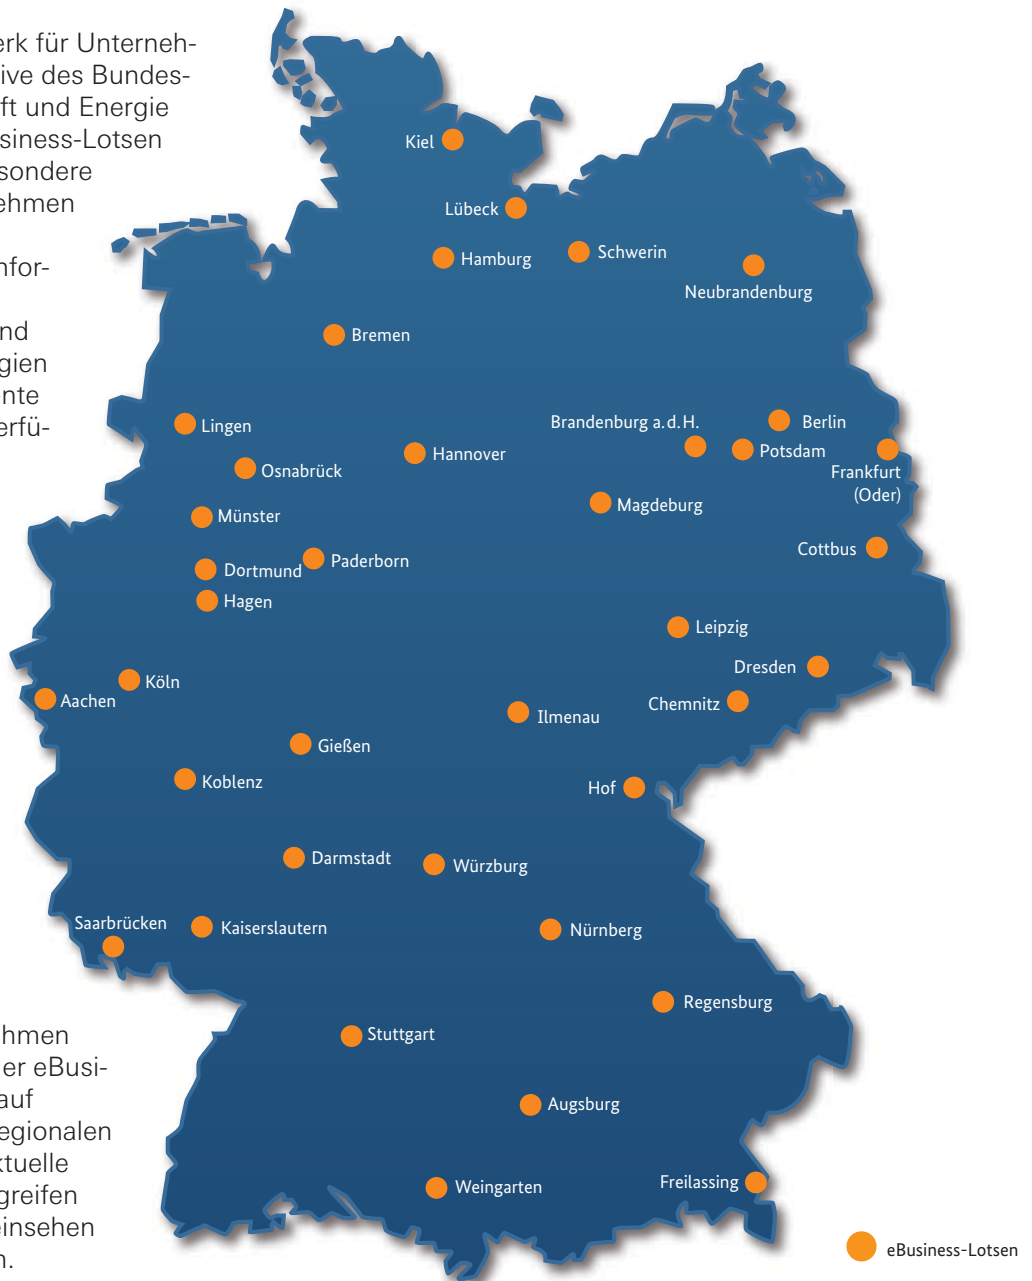 erk für Unterneh-
ive des Bundes-
ft und Energie
siness-Lotsen
sondere
ehmen
nfor-
nd
gien
nte
erfü-
Kiel
Lübeck
Hamburg
Schwerin
Neubrandenburg
Bremen
Lingen
Osnabrück
Hannover
Brandenburg a.d.H.
Berlin
Potsdam
Frankfurt
(Oder)
Münster
Magdeburg
Cottbus
Dortmund
Paderborn
Hagen
Leipzig
Dresden
Köln
Aachen
Chemnitz
Ilmenau
Gießen
Koblenz
Hof
Darmstadt
Würzburg
Saarbrücken
Kaiserslautern
Nürnberg
Regensburg
Stuttgart
Augsburg
Weingarten
Freilassing
hmen
er eBusi-
auf
egionalen
ktuelle
greifen
einsehen
n.
eBusiness-Lotsen